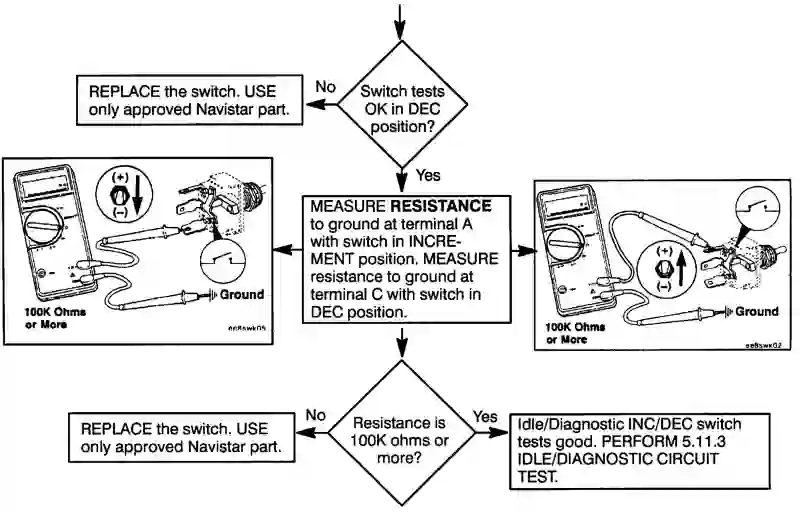 Switch tests
OK in DEC
position?
No
REPLACE the switch. USE
only approved Navistar part.
Yes
MEASURE RESISTANCE
to ground at terminal A
with switch in INCRE-
MENT position. MEASURE
resistance to ground at
terminal C with switch in
DEC position.
(+)
(-)
Ground
100K Ohms
or More
ee8swk05
(+)
(-)
Ground
100K Ohms
or More
ee8swk02
Resistance is
100K ohms or
more?
No
REPLACE the switch. USE
only approved Navistar part.
Yes
Idle/Diagnostic INC/DEC switch
tests good. PERFORM 5.11.3
IDLE/DIAGNOSTIC CIRCUIT
TEST.